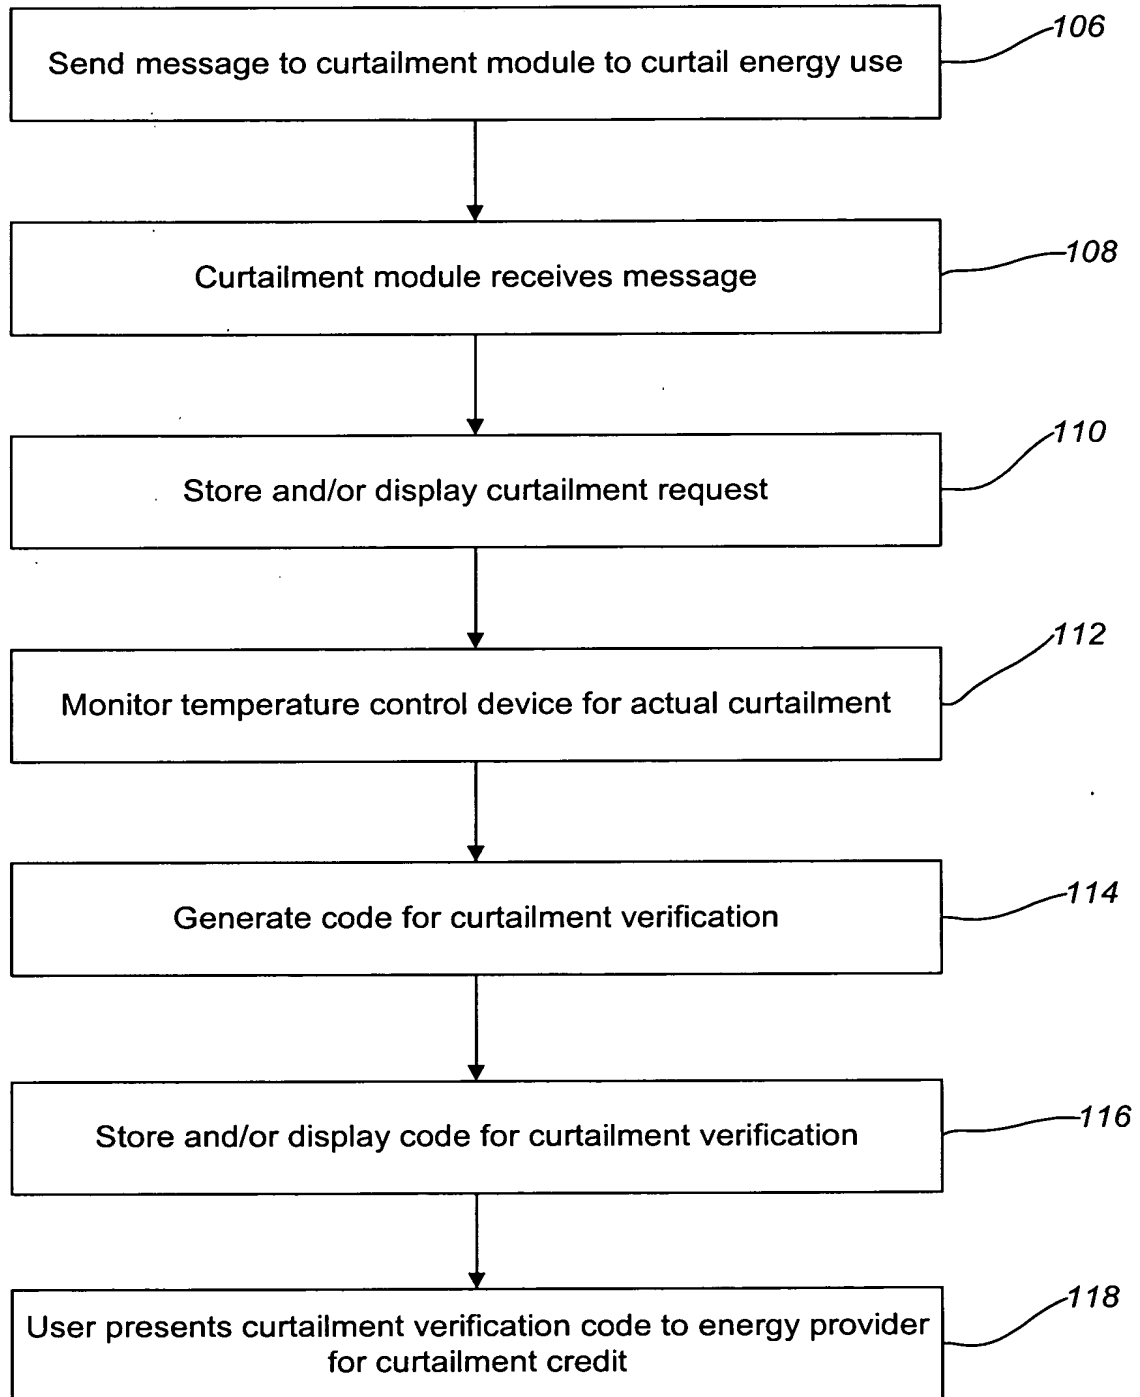 106
Send message to curtailment module to curtail energy use
108
Curtailment module receives message
110
Store and/or display curtailment request
112
Monitor temperature control device for actual curtailment
114
Generate code for curtailment verification
116
Store and/or display code for curtailment verification
118
User presents curtailment verification code to energy provider
for curtailment credit